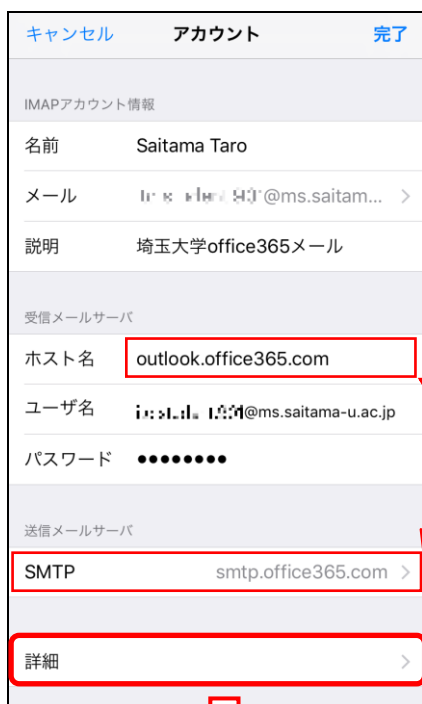 キャンセル アカウント 完了
IMAPアカウント情報
名前 Saitama Taro
メール @ms.saitam...
説明 埼玉大学office365メール
受信メールサーバ
ホスト名 outlook.office365.com
ユーザ名 @ms.saitama-u.ac.jp
パスワード ●●●●●●●●
送信メールサーバ
SMTP smtp.office365.com
詳細